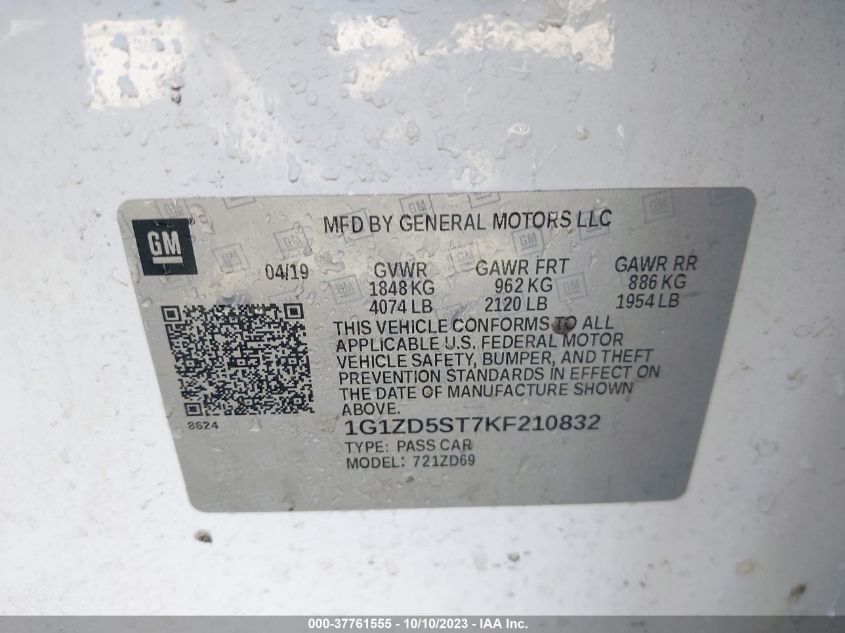 GM
MFD BY GENERAL MOTORS LLC
04/19 GVWR GAWR FRT GAWR RR
1848 KG 962 KG 886 KG
4074 LB 2120 LB 1954 LB
THIS VEHICLE CONFORMS TO ALL
APPLICABLE U.S. FEDERAL MOTOR
VEHICLE SAFETY, BUMPER, AND THEFT
PREVENTION STANDARDS IN EFFECT ON
THE DATE OF MANUFACTURE SHOWN
ABOVE.
8624
1G1ZD5ST7KF210832
TYPE: PASS CAR
MODEL: 721ZD69
000-37761555 - 10/10/2023 - IAA Inc.